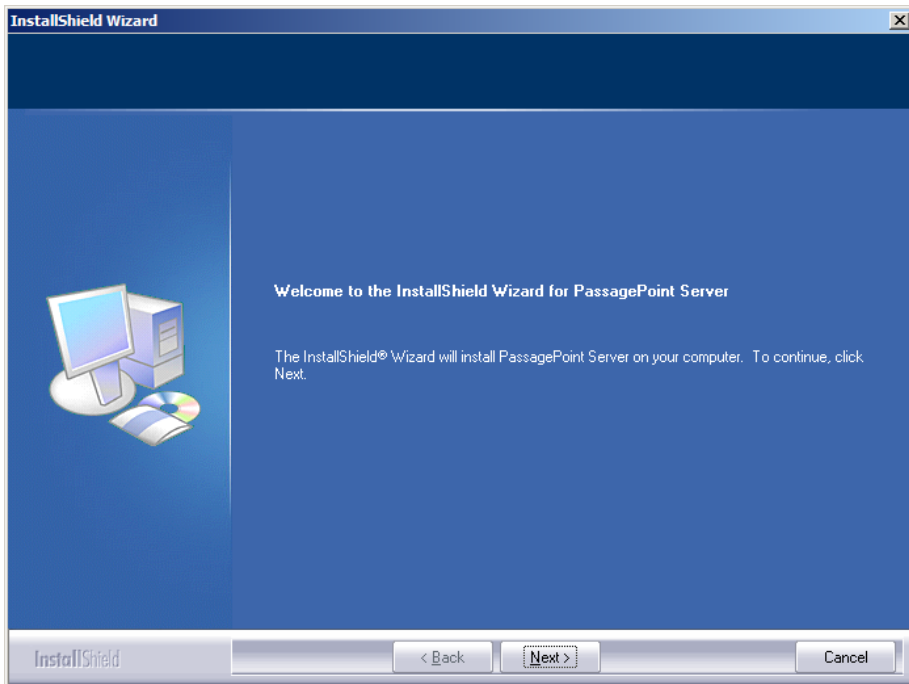 InstallShield Wizard
Welcome to the InstallShield Wizard for PassagePoint Server
The InstallShield® Wizard will install PassagePoint Server on your computer.  To continue, click
Next.
InstallShield
< Back
Next >
Cancel